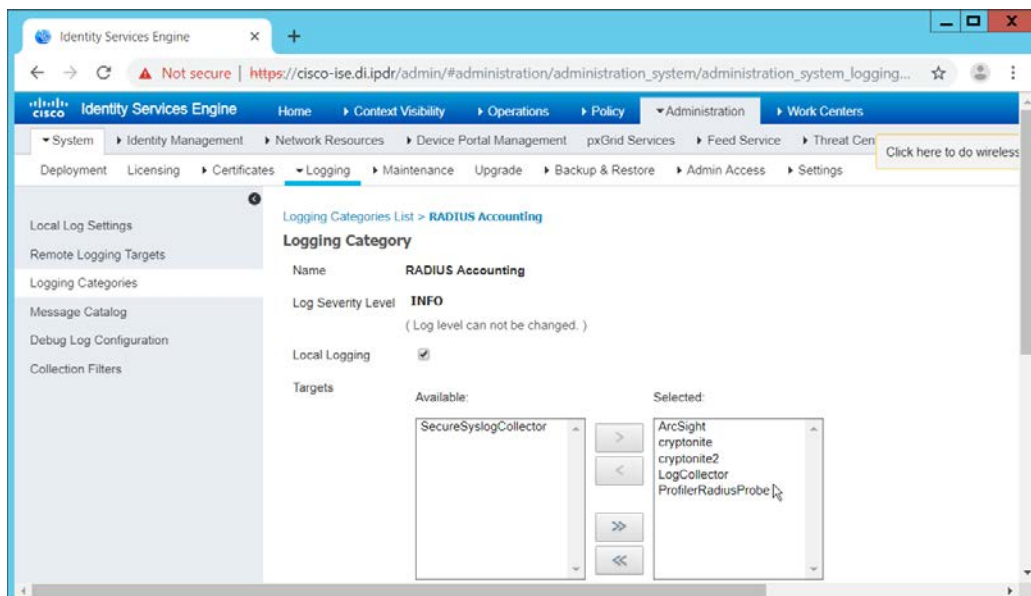 Identity Services Engine
Not secure | https://cisco-ise.di.ipdr/admin/#administration/administration_system/administration_system_logging...
cisco Identity Services Engine Home Context Visibility Operations Policy Administration Work Centers
System Identity Management Network Resources Device Portal Management pxGrid Services Feed Service Threat Cen
Click here to do wireless
Deployment Licensing Certificates Logging Maintenance Upgrade Backup & Restore Admin Access Settings
Local Log Settings
Remote Logging Targets
Logging Categories
Message Catalog
Debug Log Configuration
Collection Filters
Logging Categories List > RADIUS Accounting
Logging Category
Name RADIUS Accounting
Log Severity Level INFO
( Log level can not be changed. )
Local Logging
Targets
Available:
SecureSyslogCollector
Selected:
ArcSight
cryptonite
cryptonite2
LogCollector
ProfilerRadiusProbe